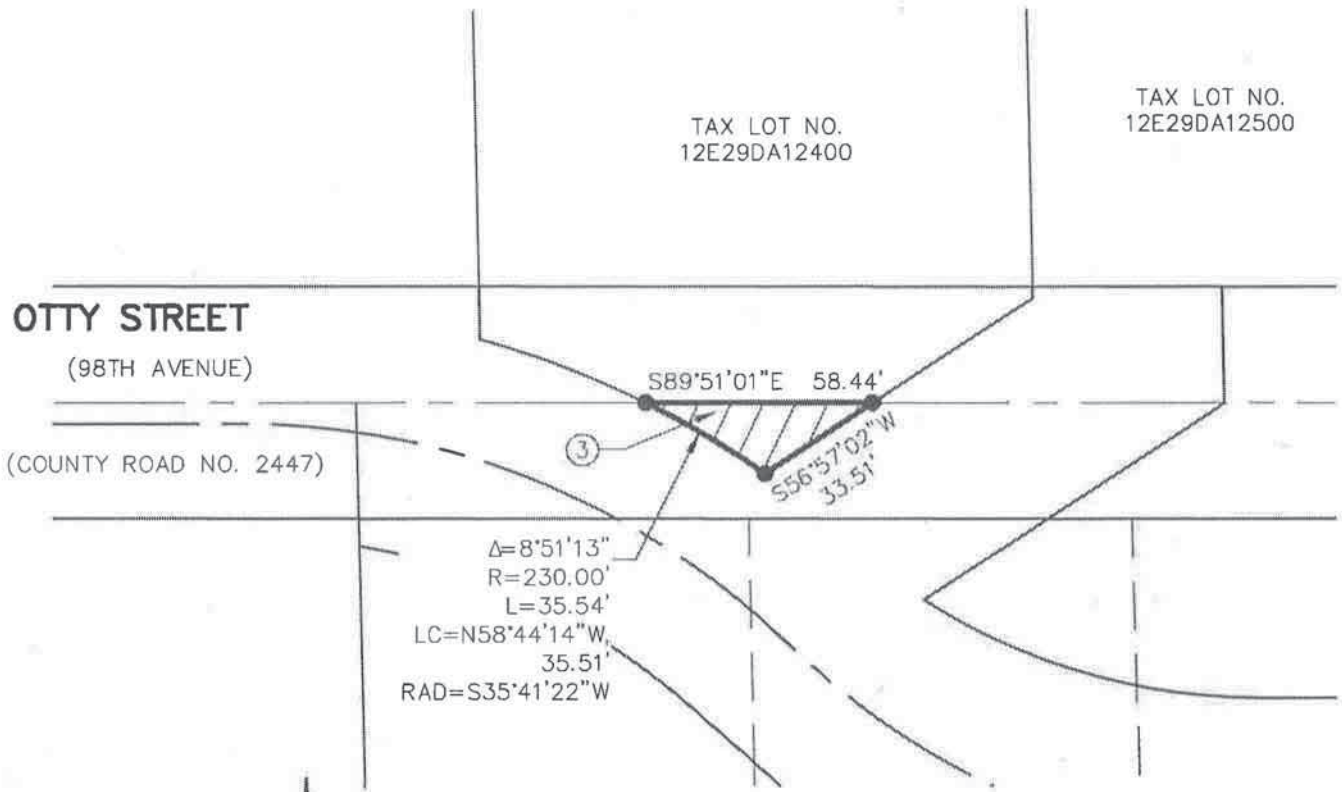 TAX LOT NO.
12E29DA12400
TAX LOT NO.
12E29DA12500
OTTY STREET
(98TH AVENUE)
(COUNTY ROAD NO. 2447)
S89°51'01"E 58.44'
3
S56°57'02"W
33.51'
Δ=8°51'13"
R=230.00'
L=35.54'
LC=N58°44'14"W,
35.51'
RAD=S35°41'22"W